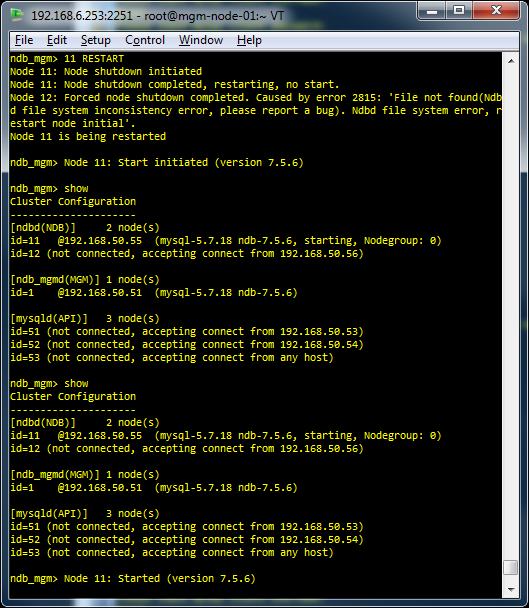 192.168.6.253:2251 - root@mgm-node-01:~ VT
File Edit Setup Control Window Help
ndb_mgm> 11 RESTART
Node 11: Node shutdown initiated
Node 11: Node shutdown completed, restarting, no start.
Node 12: Forced node shutdown completed. Caused by error 2815: 'File not found(Ndb
d file system inconsistency error, please report a bug). Ndbd file system error, r
estart node initial'.
Node 11 is being restarted
ndb_mgm> Node 11: Start initiated (version 7.5.6)
ndb_mgm> show
Cluster Configuration
---------------------
[ndbd(NDB)]     2 node(s)
id=11   @192.168.50.55  (mysql-5.7.18 ndb-7.5.6, starting, Nodegroup: 0)
id=12 (not connected, accepting connect from 192.168.50.56)
[ndb_mgmd(MGM)] 1 node(s)
id=1    @192.168.50.51  (mysql-5.7.18 ndb-7.5.6)
[mysqld(API)]   3 node(s)
id=51 (not connected, accepting connect from 192.168.50.53)
id=52 (not connected, accepting connect from 192.168.50.54)
id=53 (not connected, accepting connect from any host)
ndb_mgm> show
Cluster Configuration
---------------------
[ndbd(NDB)]     2 node(s)
id=11   @192.168.50.55  (mysql-5.7.18 ndb-7.5.6, starting, Nodegroup: 0)
id=12 (not connected, accepting connect from 192.168.50.56)
[ndb_mgmd(MGM)] 1 node(s)
id=1    @192.168.50.51  (mysql-5.7.18 ndb-7.5.6)
[mysqld(API)]   3 node(s)
id=51 (not connected, accepting connect from 192.168.50.53)
id=52 (not connected, accepting connect from 192.168.50.54)
id=53 (not connected, accepting connect from any host)
ndb_mgm> Node 11: Started (version 7.5.6)